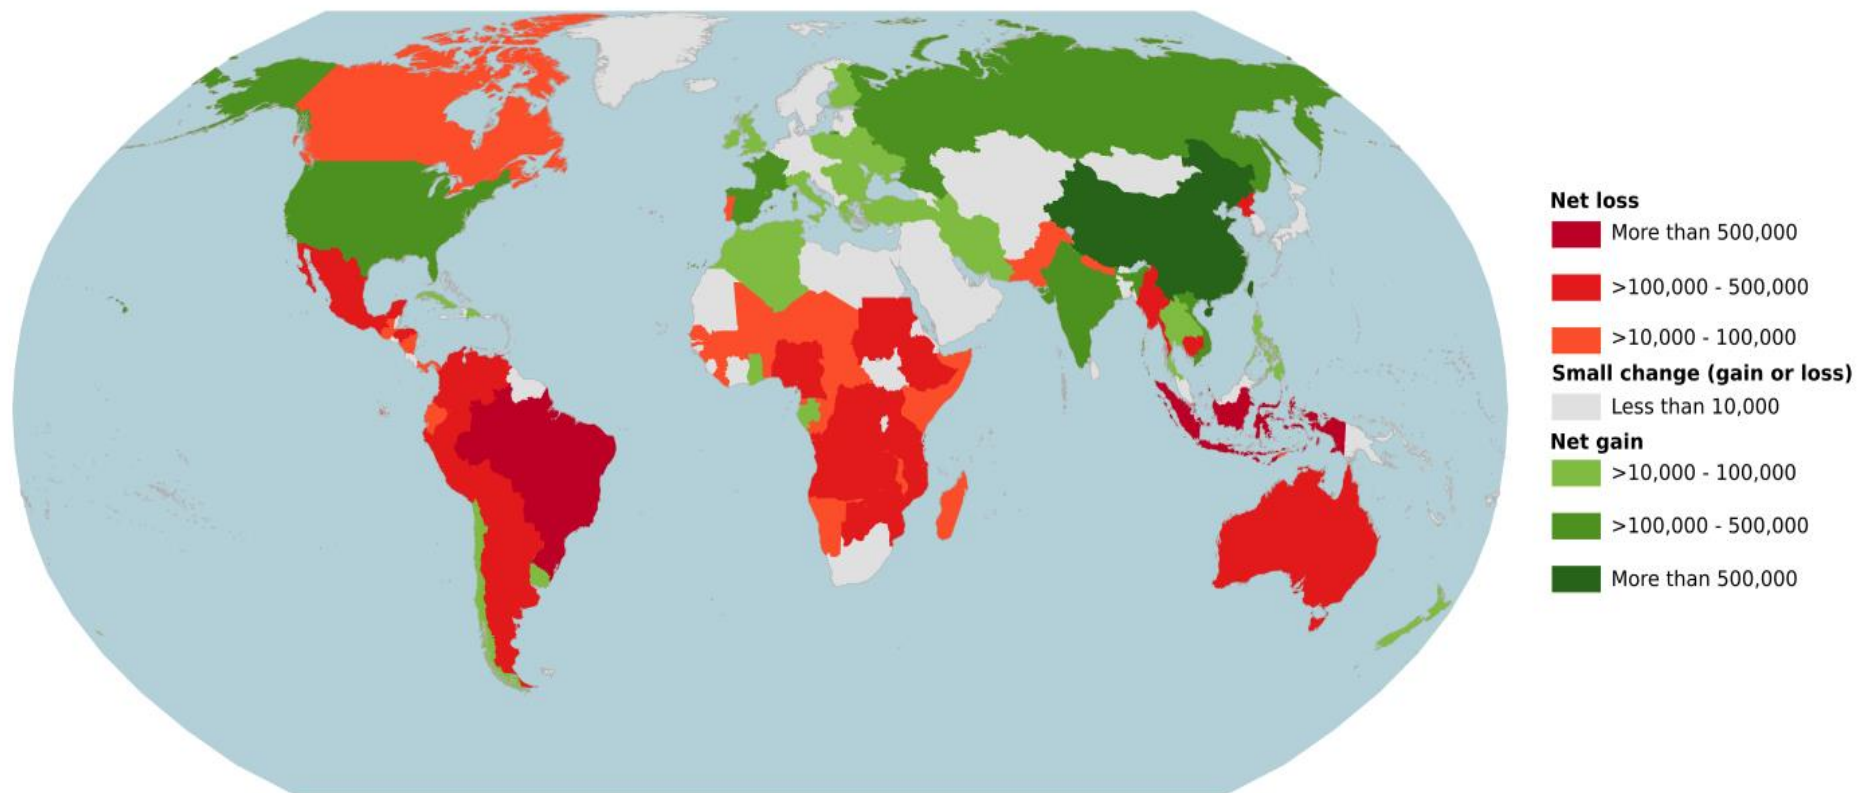 Net loss
More than 500,000
>100,000 - 500,000
>10,000 - 100,000
Small change (gain or loss)
Less than 10,000
Net gain
>10,000 - 100,000
>100,000 - 500,000
More than 500,000